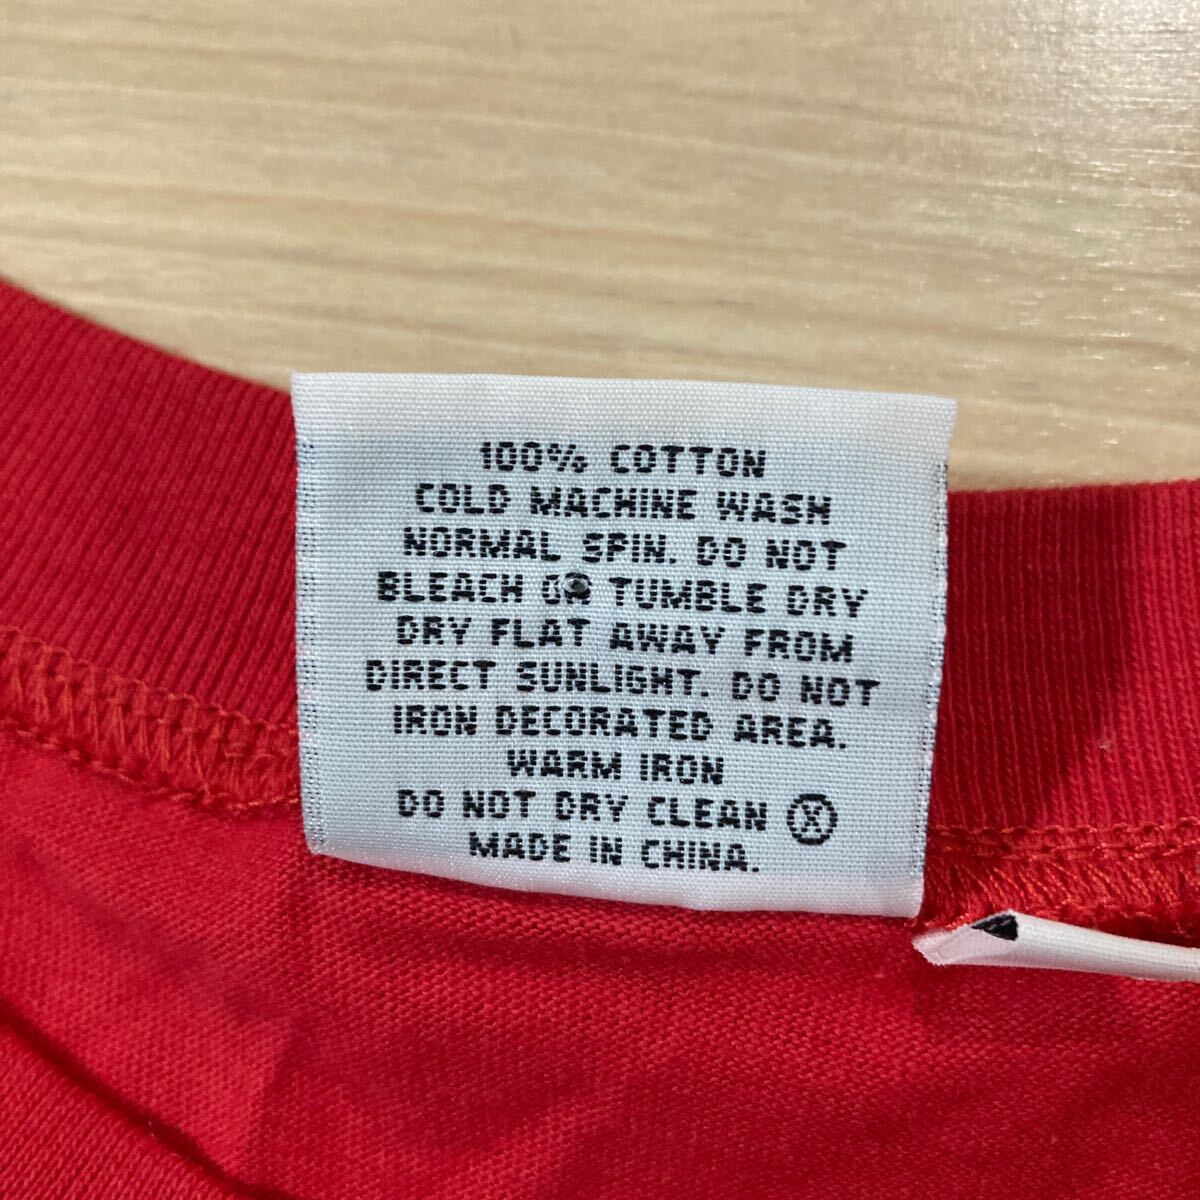 100% COTTON
COLD MACHINE WASH
NORMAL SPIN. DO NOT
BLEACH OR TUMBLE DRY
DRY FLAT AWAY FROM
DIRECT SUNLIGHT. DO NOT
IRON DECORATED AREA.
WARM IRON
DO NOT DRY CLEAN Ⓧ
MADE IN CHINA.